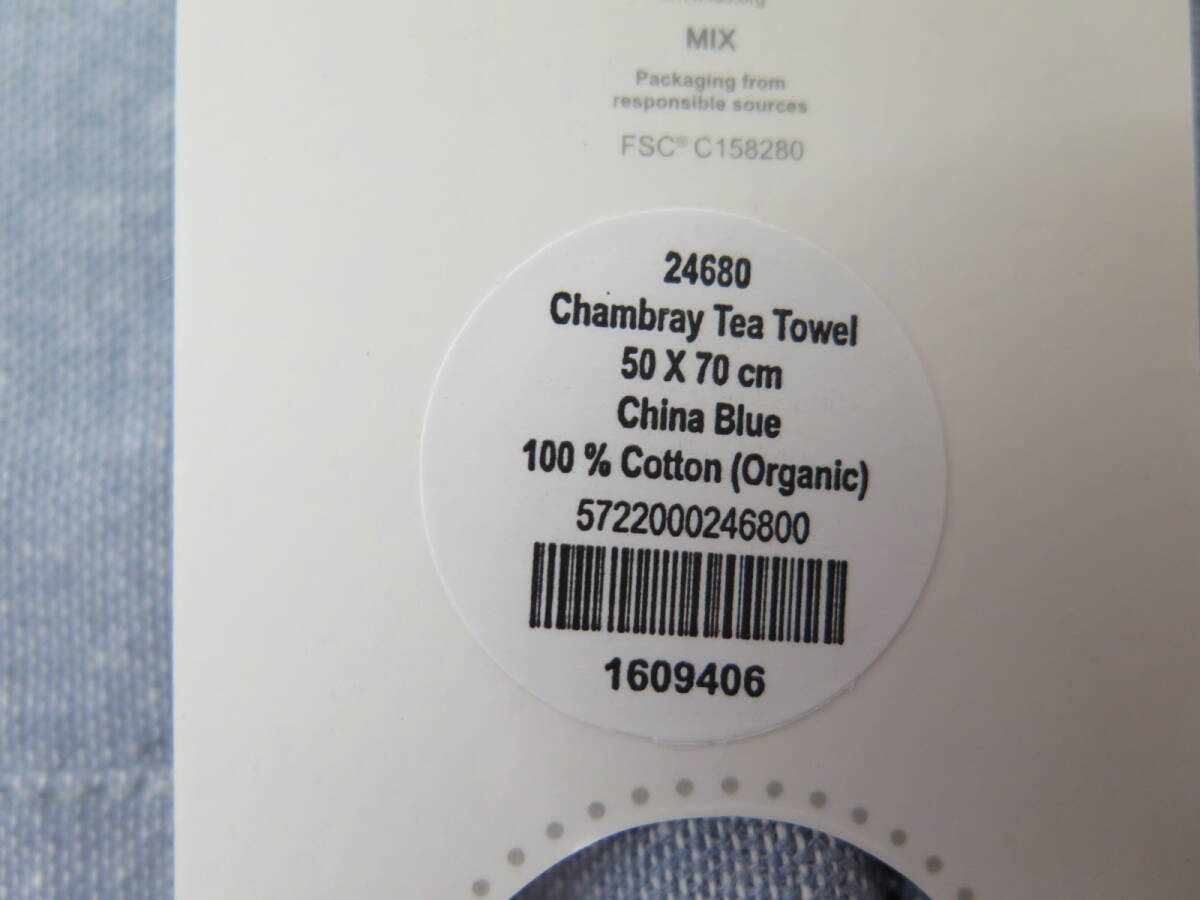 MIX
Packaging from
responsible sources
FSC® C158280
24680
Chambray Tea Towel
50 X 70 cm
China Blue
100 % Cotton (Organic)
5722000246800
1609406